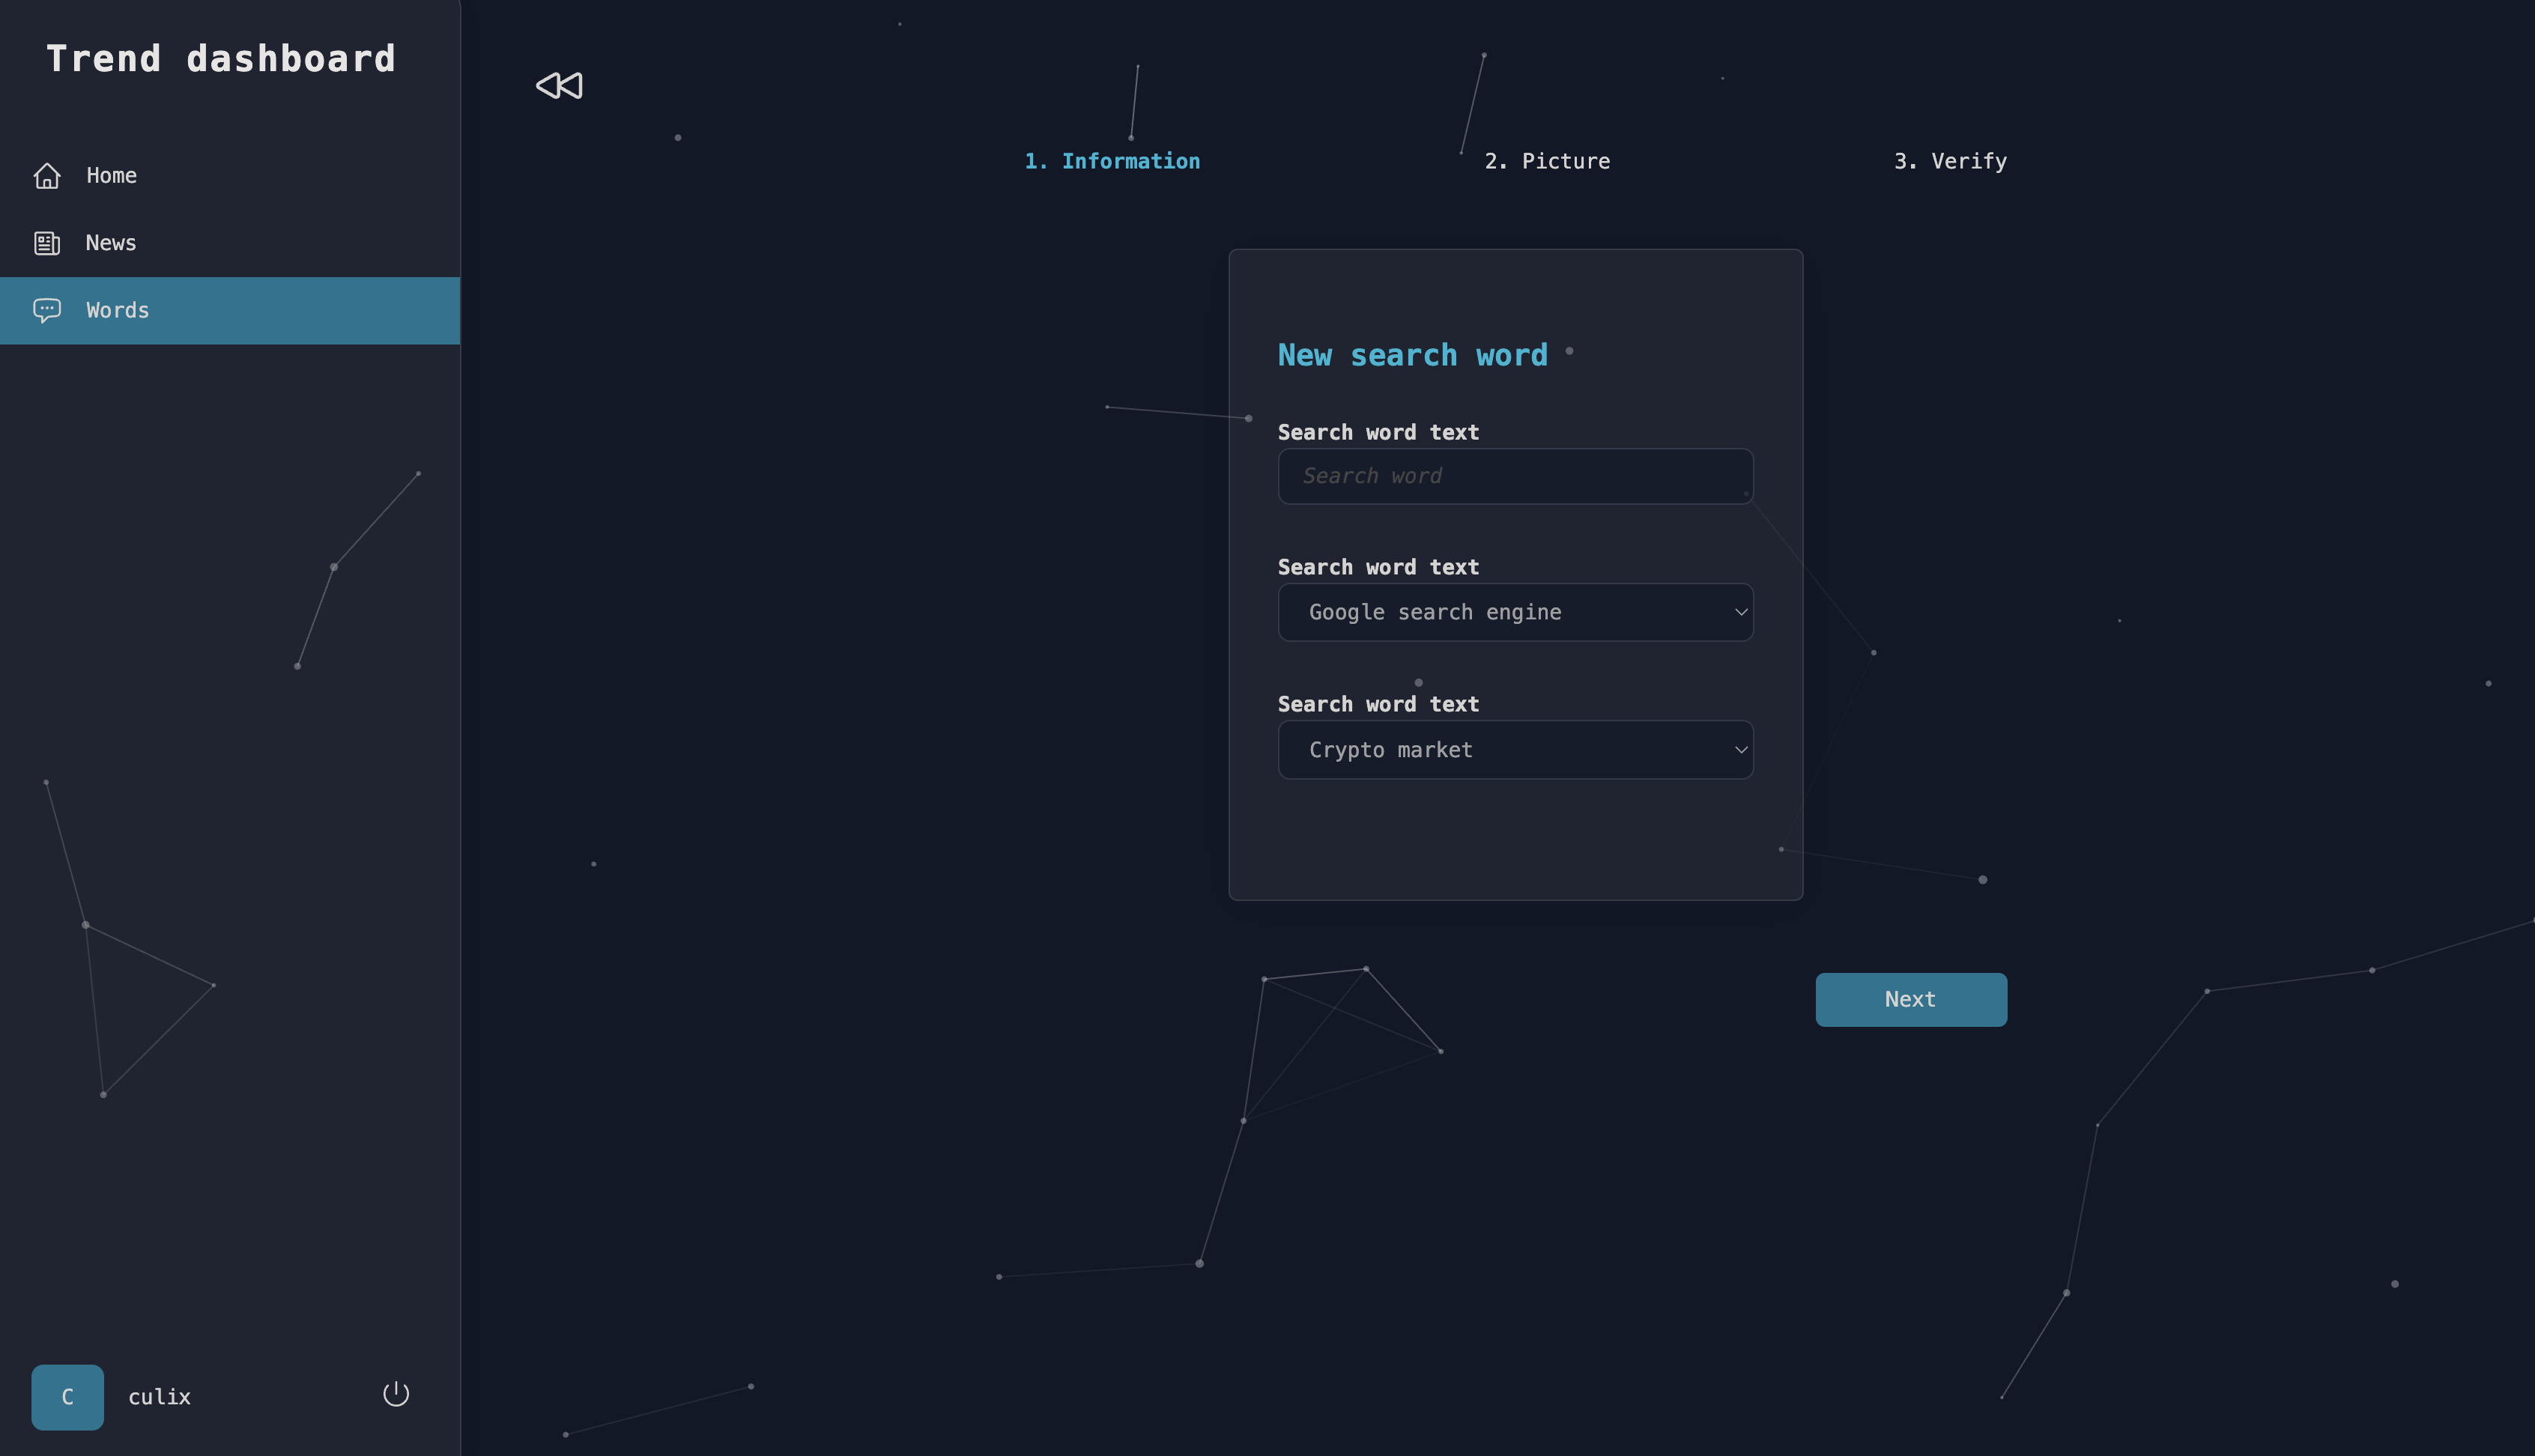 Trend dashboard
Home
News
Words
C culix
1. Information 2. Picture 3. Verify
New search word
Search word text
Search word
Search word text
Google search engine
Search word text
Crypto market
Next